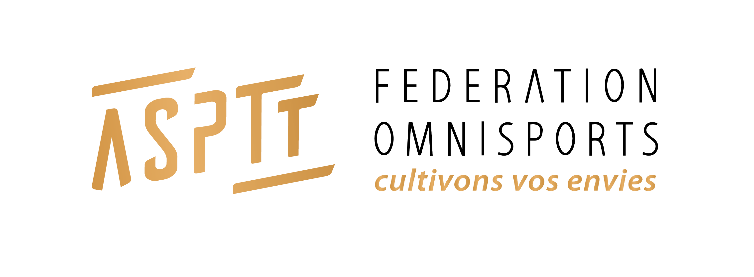 ASPTT
FEDERATION
OMNISPORTS
cultivons vos envies